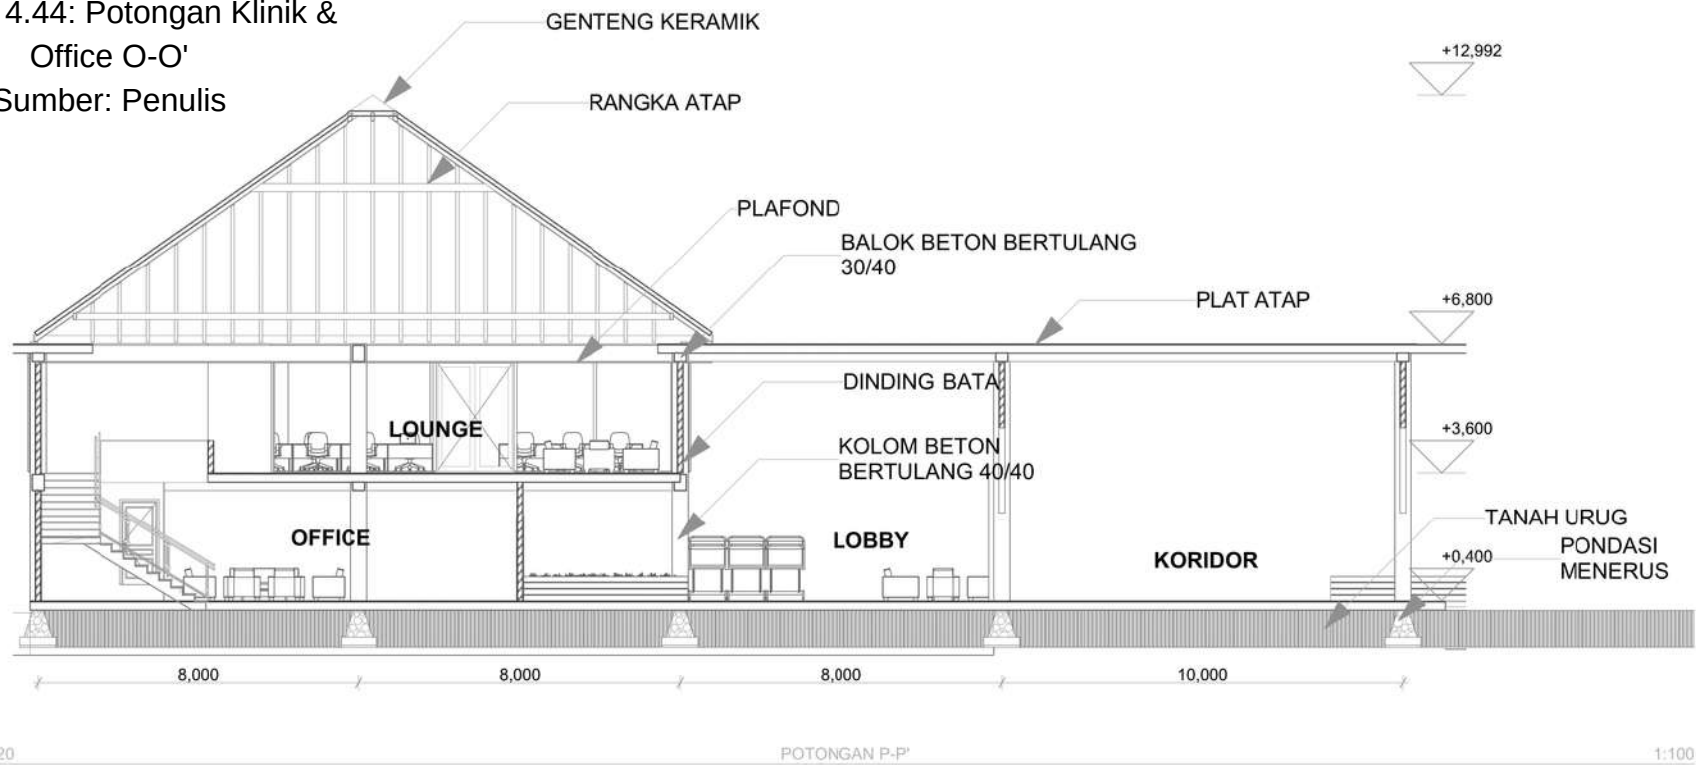 4.44: Potongan Klinik &
Office O-O'
Sumber: Penulis
GENTENG KERAMIK
+12,992
RANGKA ATAP
PLAFOND
BALOK BETON BERTULANG
30/40
PLAT ATAP
+6,800
DINDING BATA
LOUNGE
+3,600
KOLOM BETON
BERTULANG 40/40
TANAH URUG
OFFICE
LOBBY
KORIDOR
+0,400
PONDASI
MENERUS
8,000
8,000
8,000
10,000
20
POTONGAN P-P'
1:100